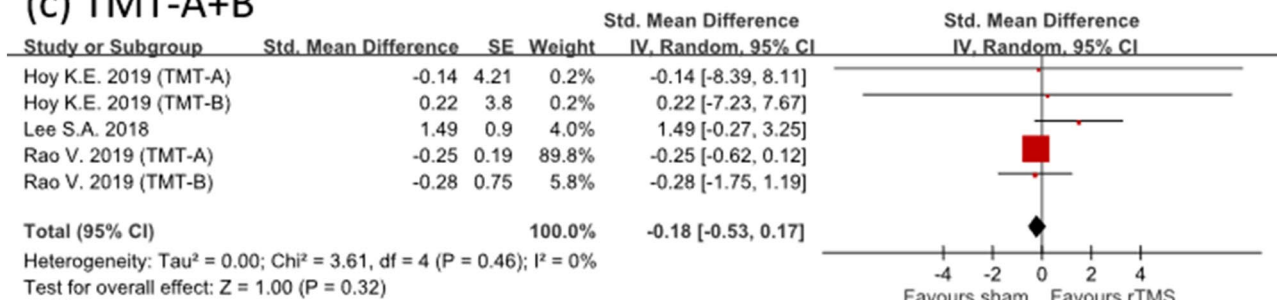 (c) TMT-A+B
Std. Mean Difference Std. Mean Difference
Study or Subgroup Std. Mean Difference SE Weight IV, Random, 95% CI IV, Random, 95% CI
Hoy K.E. 2019 (TMT-A) -0.14 4.21 0.2% -0.14 [-8.39, 8.11]
Hoy K.E. 2019 (TMT-B) 0.22 3.8 0.2% 0.22 [-7.23, 7.67]
Lee S.A. 2018 1.49 0.9 4.0% 1.49 [-0.27, 3.25]
Rao V. 2019 (TMT-A) -0.25 0.19 89.8% -0.25 [-0.62, 0.12]
Rao V. 2019 (TMT-B) -0.28 0.75 5.8% -0.28 [-1.75, 1.19]
Total (95% CI) 100.0% -0.18 [-0.53, 0.17]
Heterogeneity: Tau² = 0.00; Chi² = 3.61, df = 4 (P = 0.46); I² = 0%
Test for overall effect: Z = 1.00 (P = 0.32)
-4 -2 0 2 4
Favours sham Favours rTMS